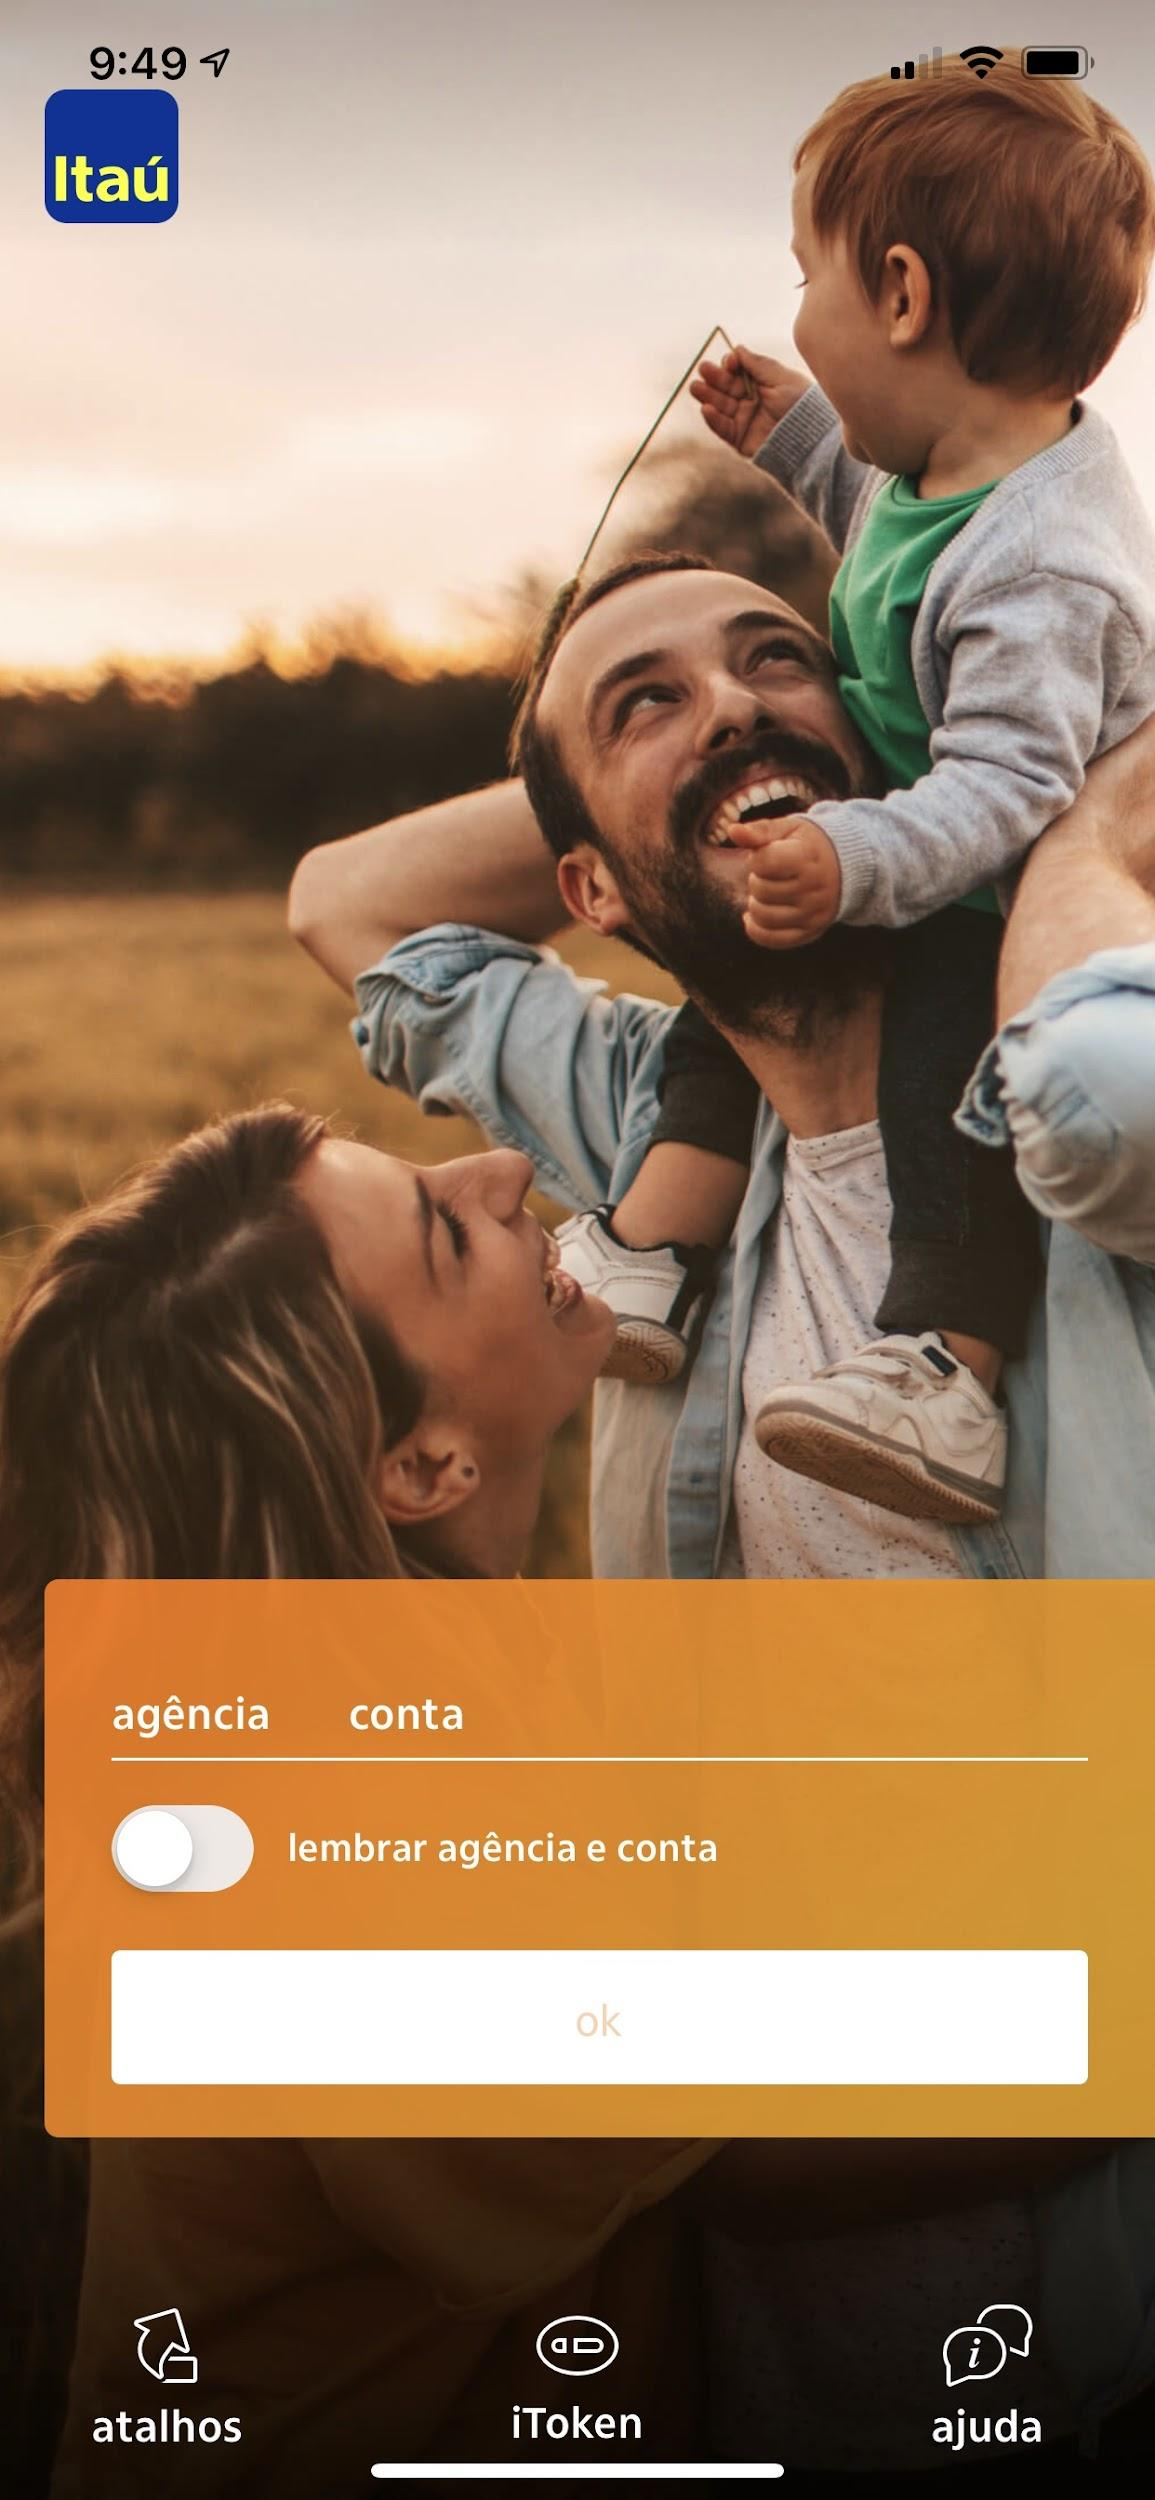 9:49
Itaú
agência conta
lembrar agência e conta
ok
atalhos iToken ajuda